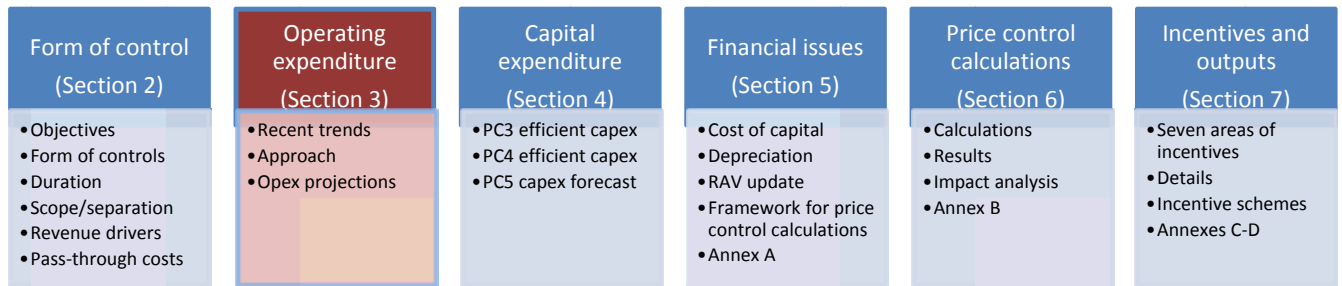 Form of control
(Section 2)
• Objectives
• Form of controls
• Duration
• Scope/separation
• Revenue drivers
• Pass-through costs
Operating
expenditure
(Section 3)
• Recent trends
• Approach
• Opex projections
Capital
expenditure
(Section 4)
• PC3 efficient capex
• PC4 efficient capex
• PC5 capex forecast
Financial issues
(Section 5)
• Cost of capital
• Depreciation
• RAV update
• Framework for price
control calculations
• Annex A
Price control
calculations
(Section 6)
• Calculations
• Results
• Impact analysis
• Annex B
Incentives and
outputs
(Section 7)
• Seven areas of
incentives
• Details
• Incentive schemes
• Annexes C-D